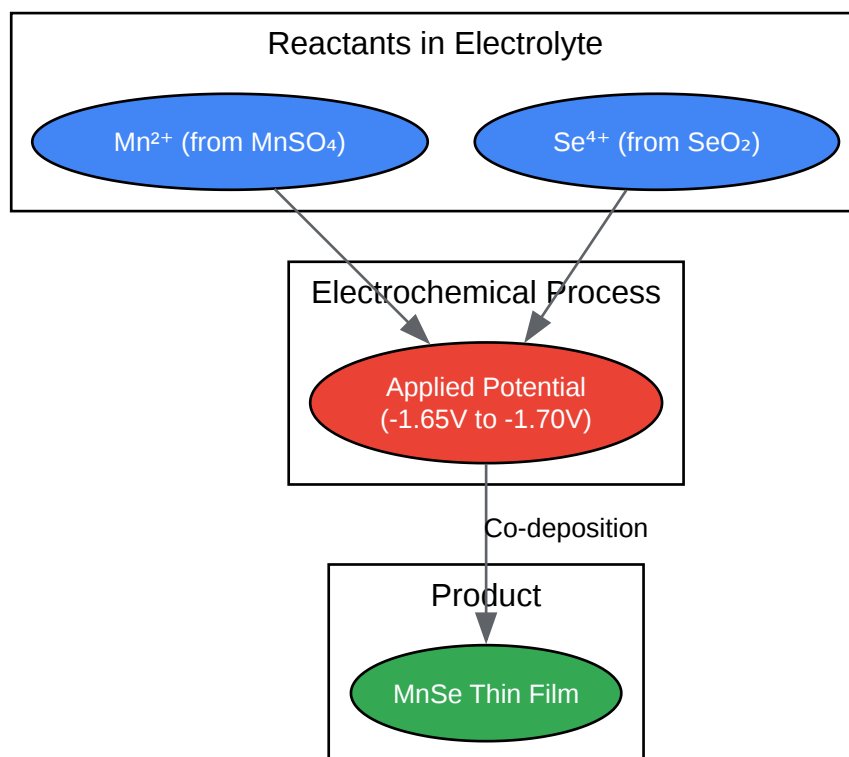 Reactants in Electrolyte
Mn²⁺ (from MnSO₄)
Se⁴⁺ (from SeO₂)
Electrochemical Process
Applied Potential
(-1.65V to -1.70V)
Co-deposition
Product
MnSe Thin Film